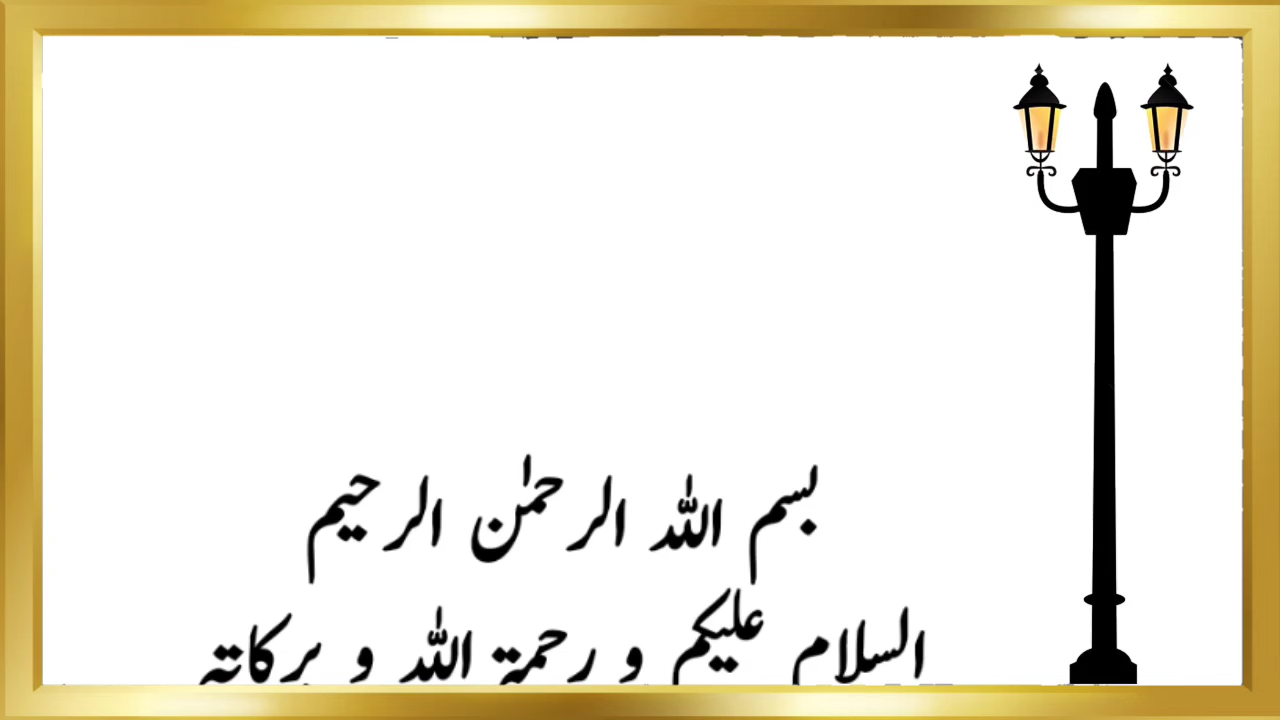 بسم اللہ الرحمٰن الرحیم
السلام علیکم و رحمۃ اللہ و برکاتہ